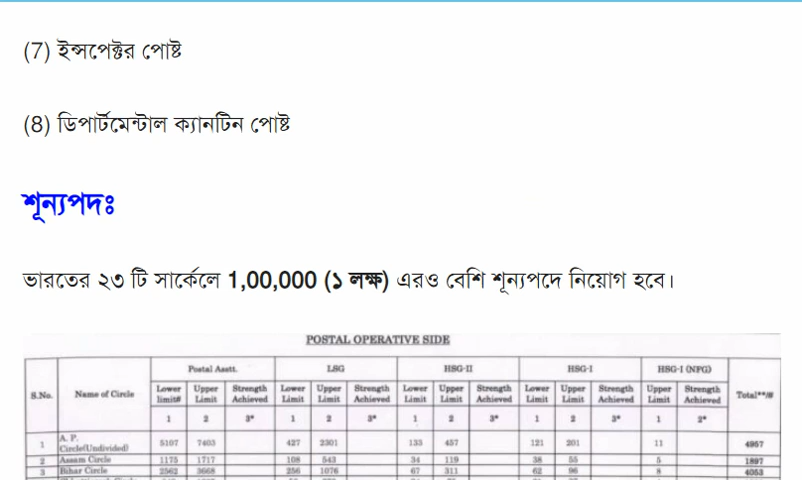 (7) ইন্সপেক্টর পোষ্ট
(8) ডিপার্টমেন্টাল ক্যানটিন পোষ্ট
শূন্যপদঃ
ভারতের ২৩ টি সার্কেলে 1,00,000 (১ লক্ষ) এরও বেশি শূন্যপদে নিয়োগ হবে।
POSTAL OPERATIVE SIDE
S.No. Name of Circle Postal Asstt. LSG HSG-II HSG-I HSG-I (NFG) Total**/#
Lower limit# Upper Limit Strength Achieved Lower Limit Upper Limit Strength Achieved Lower Limit Upper Limit Strength Achieved Lower Limit Upper Limit Strength Achieved Upper Limit Strength Achieved
1 2 3* 1 2 3* 1 2 3* 1 2 3* 1 2*
1 A. P. Circle(Undivided) 5107 7403 427 2301 133 457 121 201 11 4957
2 Assam Circle 1175 1717 108 543 34 119 38 55 5 1897
3 Bihar Circle 2562 3668 256 1076 67 311 62 96 8 4053